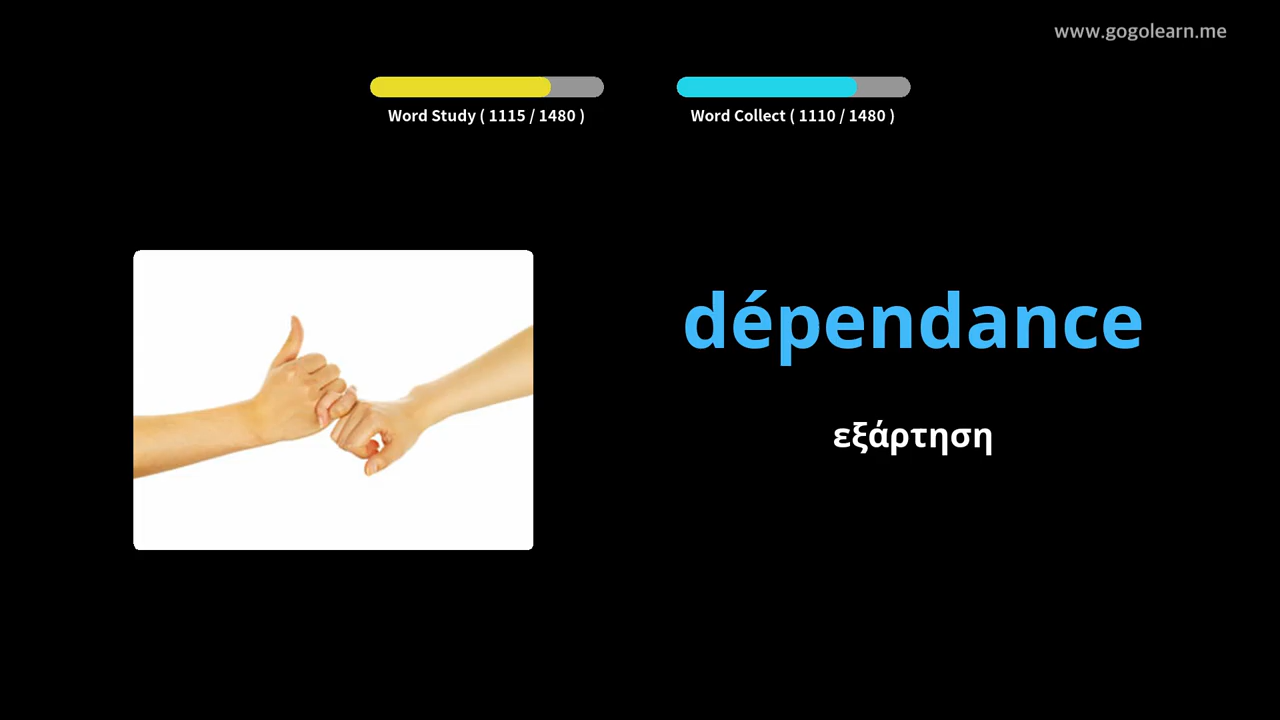 www.gogolearn.me
Word Study ( 1115 / 1480 )
Word Collect ( 1110 / 1480 )
dépendance
εξάρτηση